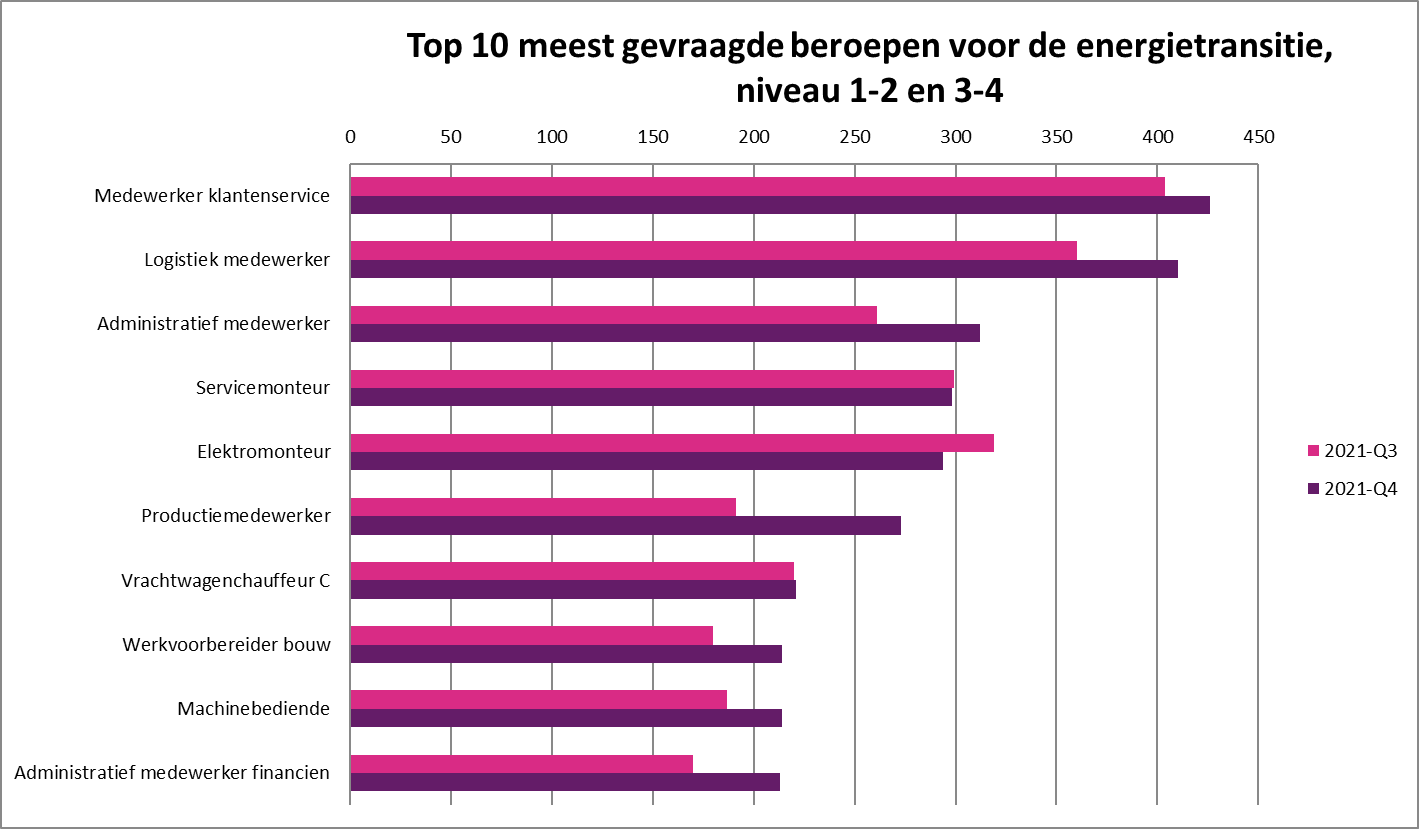 Top 10 meest gevraagde beroepen voor de energietransitie,
niveau 1-2 en 3-4
0 50 100 150 200 250 300 350 400 450
Medewerker klantenservice
Logistiek medewerker
Administratief medewerker
Servicemonteur
Elektromonteur
Productiemedewerker
Vrachtwagenchauffeur C
Werkvoorbereider bouw
Machinebediende
Administratief medewerker financien
2021-Q3
2021-Q4